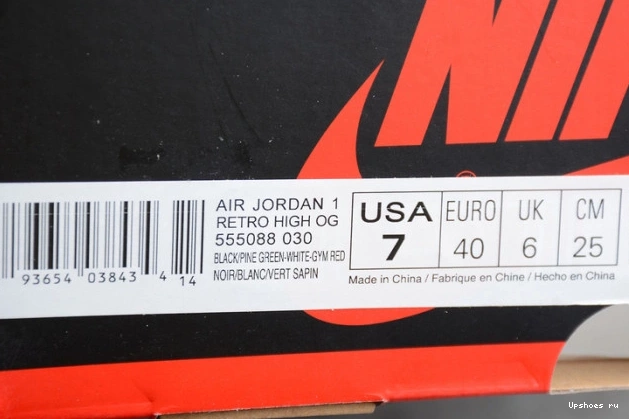 NIK
AIR JORDAN 1
RETRO HIGH OG
555088 030
BLACK/PINE GREEN-WHITE-GYM RED
NOIR/BLANC/VERT SAPIN
93654 03843 4 14
USA 7
EURO 40
UK 6
CM 25
Made in China / Fabrique en Chine / Hecho en China
Upshoes ru